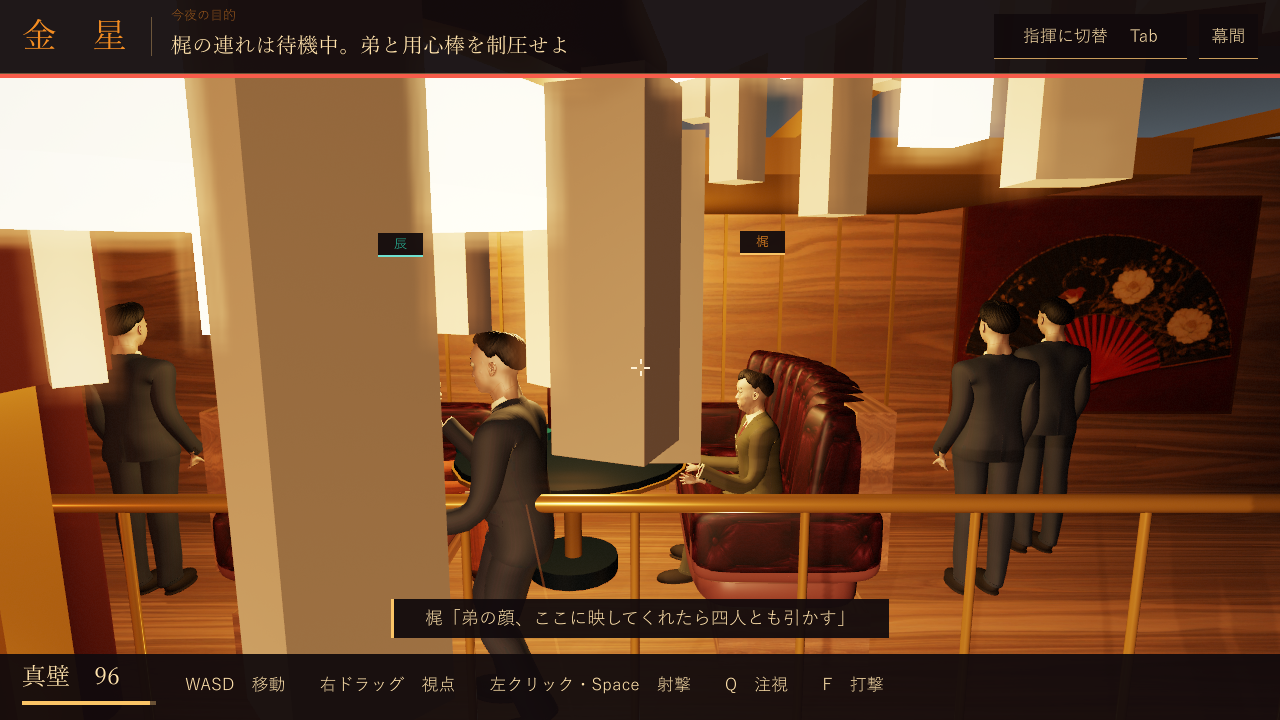 金 星
今夜の目的
梶の連れは待機中。弟と用心棒を制圧せよ
指揮に切替 Tab
幕間
辰
梶
梶「弟の顔、ここに映してくれたら四人とも引かす」
真壁 96
WASD 移動 右ドラッグ 視点 左クリック・Space 射撃 Q 注視 F 打撃